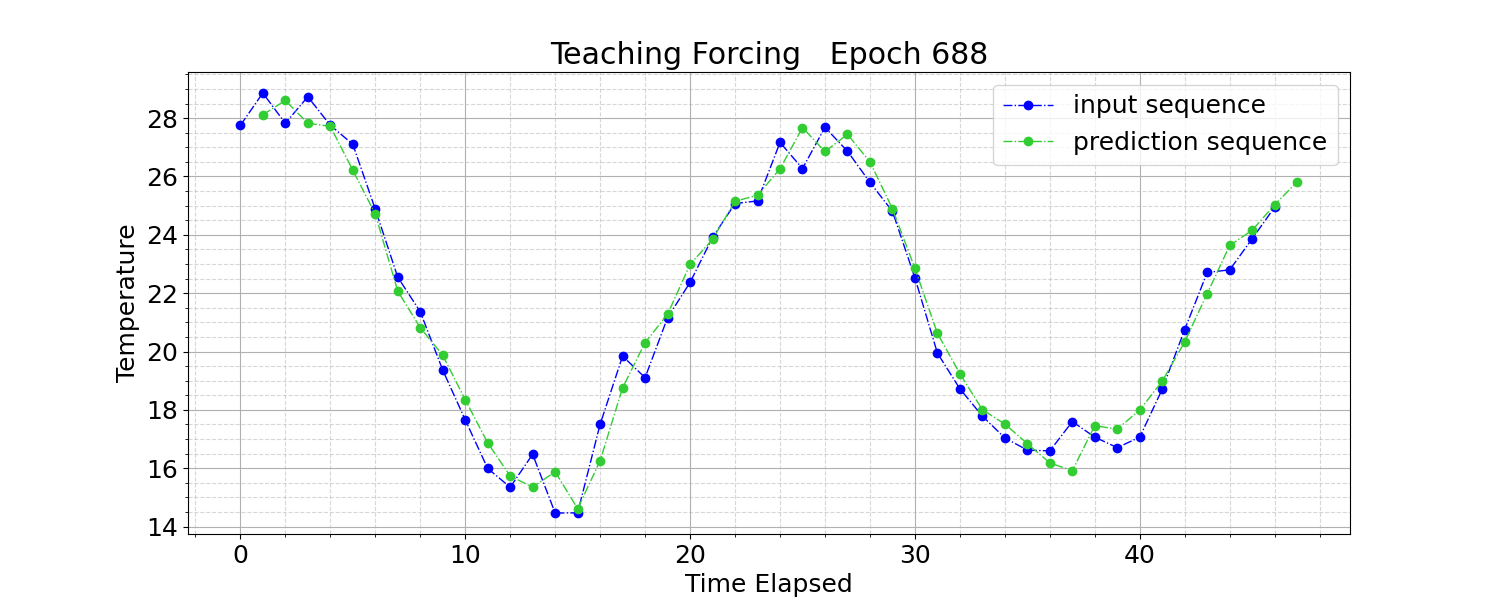 Teaching Forcing   Epoch 688
input sequence
prediction sequence
28
26
24
22
20
18
16
14
Temperature
0 10 20 30 40
Time Elapsed